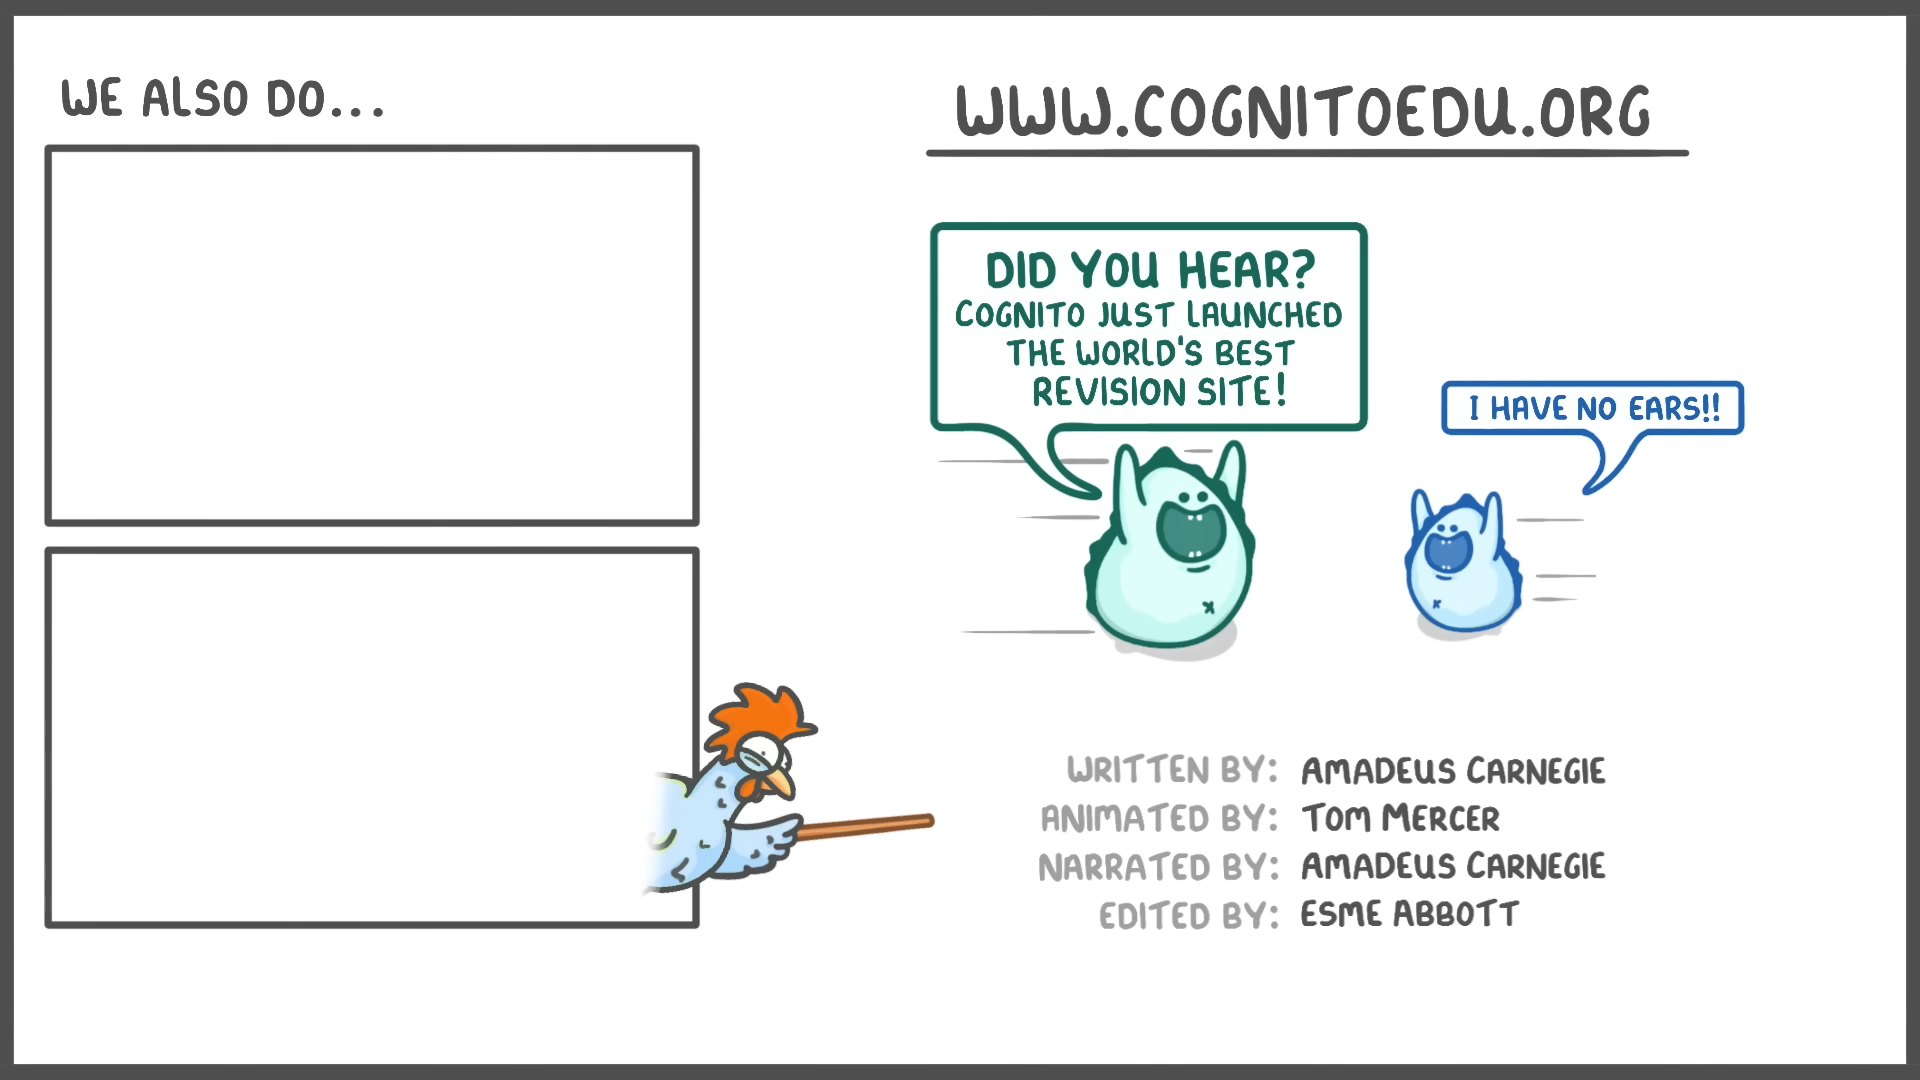 WE ALSO DO...
WWW.COGNITOEDU.ORG
DID YOU HEAR?
COGNITO JUST LAUNCHED
THE WORLD'S BEST
REVISION SITE!
I HAVE NO EARS!!
WRITTEN BY: AMADEUS CARNEGIE
ANIMATED BY: TOM MERCER
NARRATED BY: AMADEUS CARNEGIE
EDITED BY: ESME ABBOTT